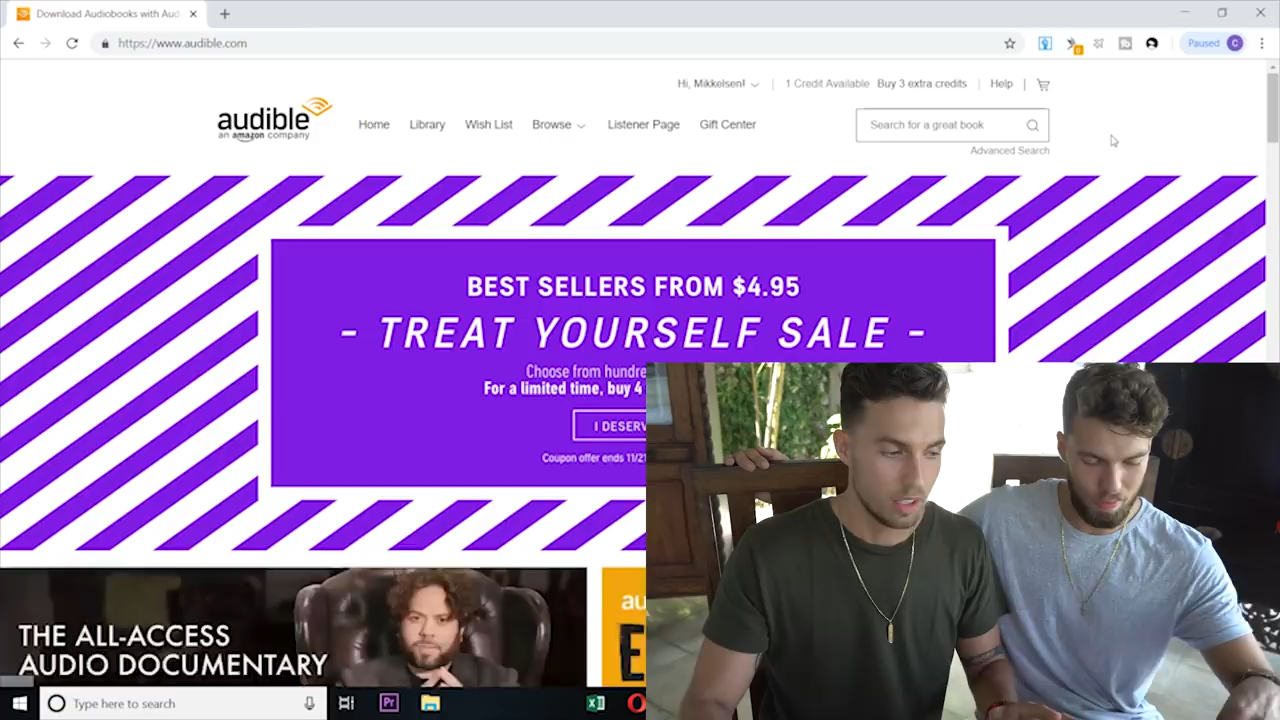 Download Audiobooks with Aud
https://www.audible.com
Paused C
Hi, Mikkelsen!
1 Credit Available
Buy 3 extra credits
Help
audible
an amazon company
Home
Library
Wish List
Browse
Listener Page
Gift Center
Search for a great book
Advanced Search
BEST SELLERS FROM $4.95
- TREAT YOURSELF SALE -
Choose from hundre
For a limited time, buy 4
I DESERV
Coupon offer ends 11/21
THE ALL-ACCESS
AUDIO DOCUMENTARY
au
E
Type here to search
Pr